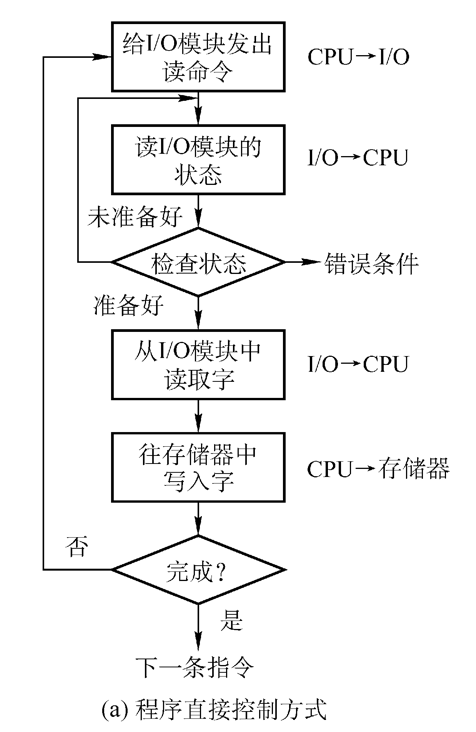 给I/O模块发出
读命令
CPU→I/O
读I/O模块的
状态
I/O→CPU
未准备好
检查状态
错误条件
准备好
从I/O模块中
读取字
I/O→CPU
往存储器中
写入字
CPU→存储器
否
完成?
是
下一条指令
(a) 程序直接控制方式